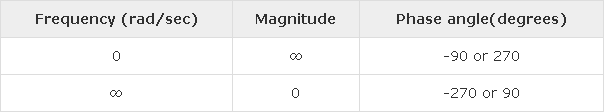 Frequency (rad/sec) Magnitude Phase angle(degrees)
0 ∞ -90 or 270
∞ 0 -270 or 90